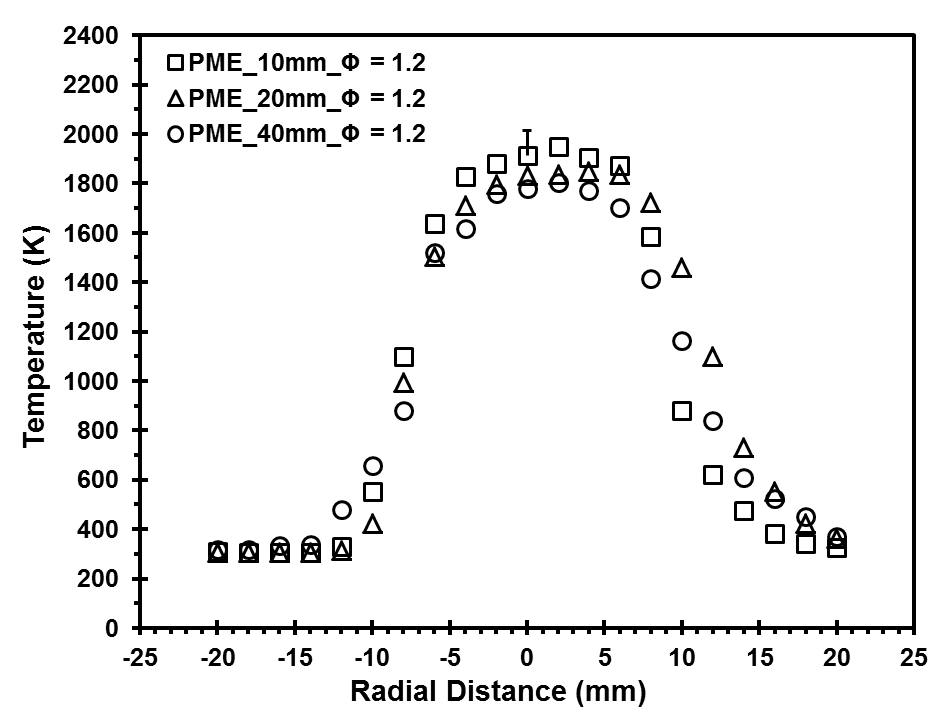 2400
2200
2000
1800
1600
1400
1200
1000
800
600
400
200
0
PME_10mm_Φ = 1.2
PME_20mm_Φ = 1.2
PME_40mm_Φ = 1.2
Temperature (K)
-25 -20 -15 -10 -5 0 5 10 15 20 25
Radial Distance (mm)